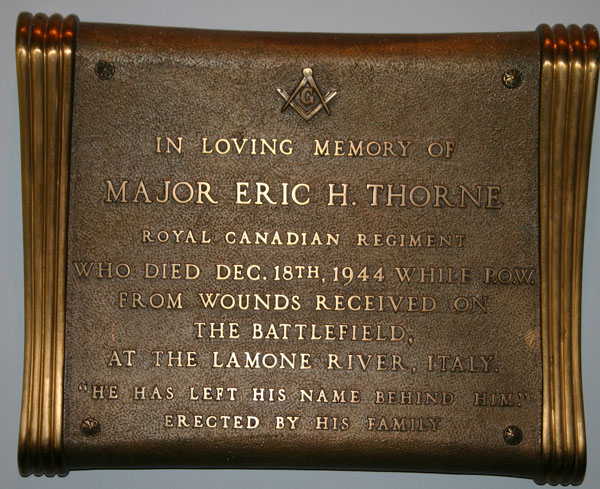 G
IN LOVING MEMORY OF
MAJOR ERIC H. THORNE
ROYAL CANADIAN REGIMENT
WHO DIED DEC. 18TH, 1944 WHILE P.O.W.
FROM WOUNDS RECEIVED ON
THE BATTLEFIELD,
AT THE LAMONE RIVER, ITALY.
"HE HAS LEFT HIS NAME BEHIND HIM."
ERECTED BY HIS FAMILY